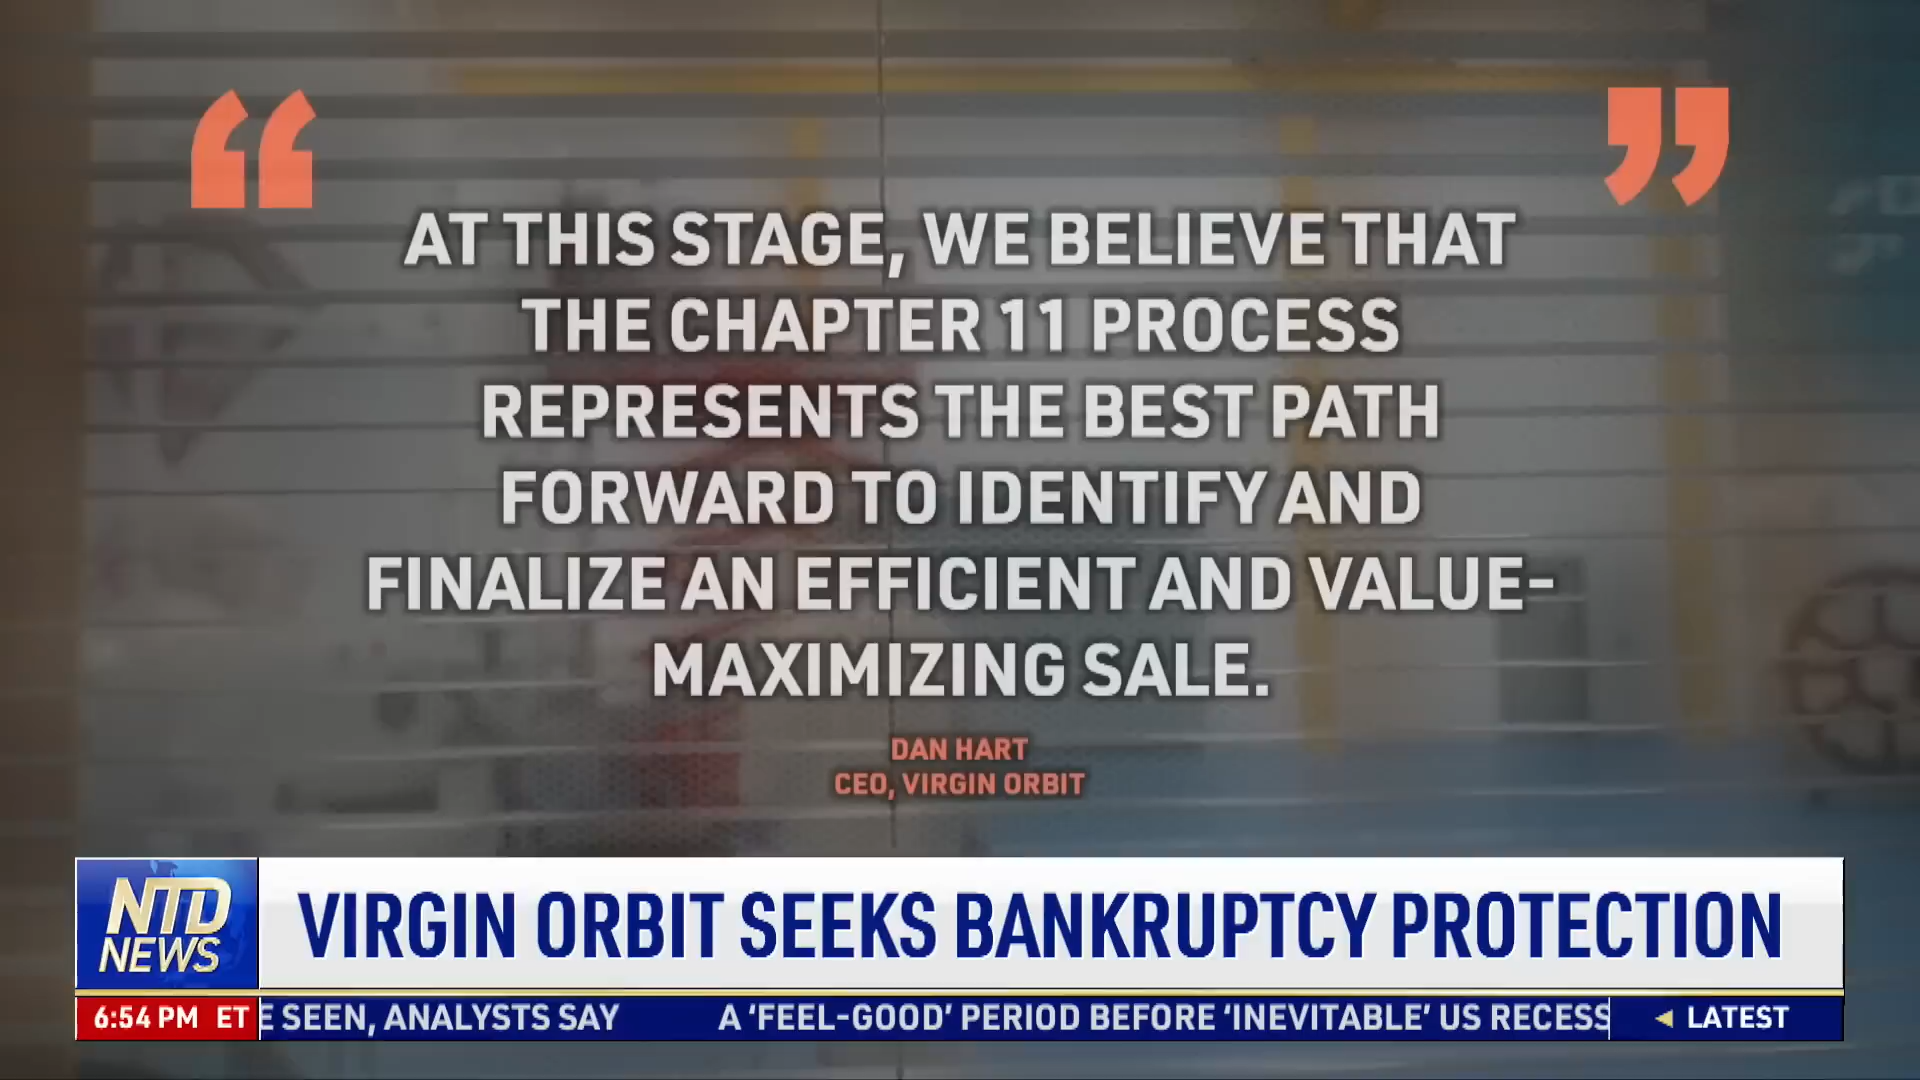 “ ”
AT THIS STAGE, WE BELIEVE THAT
THE CHAPTER 11 PROCESS
REPRESENTS THE BEST PATH
FORWARD TO IDENTIFY AND
FINALIZE AN EFFICIENT AND VALUE-
MAXIMIZING SALE.
DAN HART
CEO, VIRGIN ORBIT
NTD
NEWS
VIRGIN ORBIT SEEKS BANKRUPTCY PROTECTION
6:54 PM ET
E SEEN, ANALYSTS SAY A ‘FEEL-GOOD’ PERIOD BEFORE ‘INEVITABLE’ US RECESS
◄ LATEST